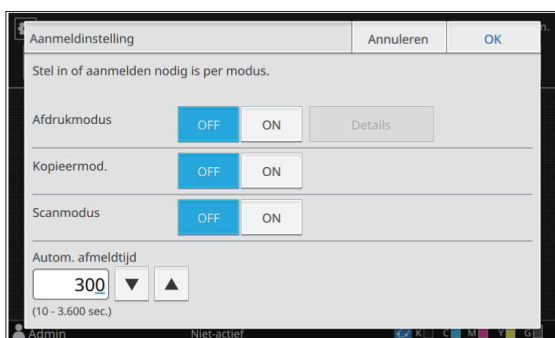 Aanmeldinstelling
Annuleren
OK
n.
Stel in of aanmelden nodig is per modus.
Afdrukmodus OFF ON Details
Kopieermod. OFF ON
Scanmodus OFF ON
Autom. afmeldtijd
300
(10 - 3.600 sec.)
Admin Niet-actief K C M Y G